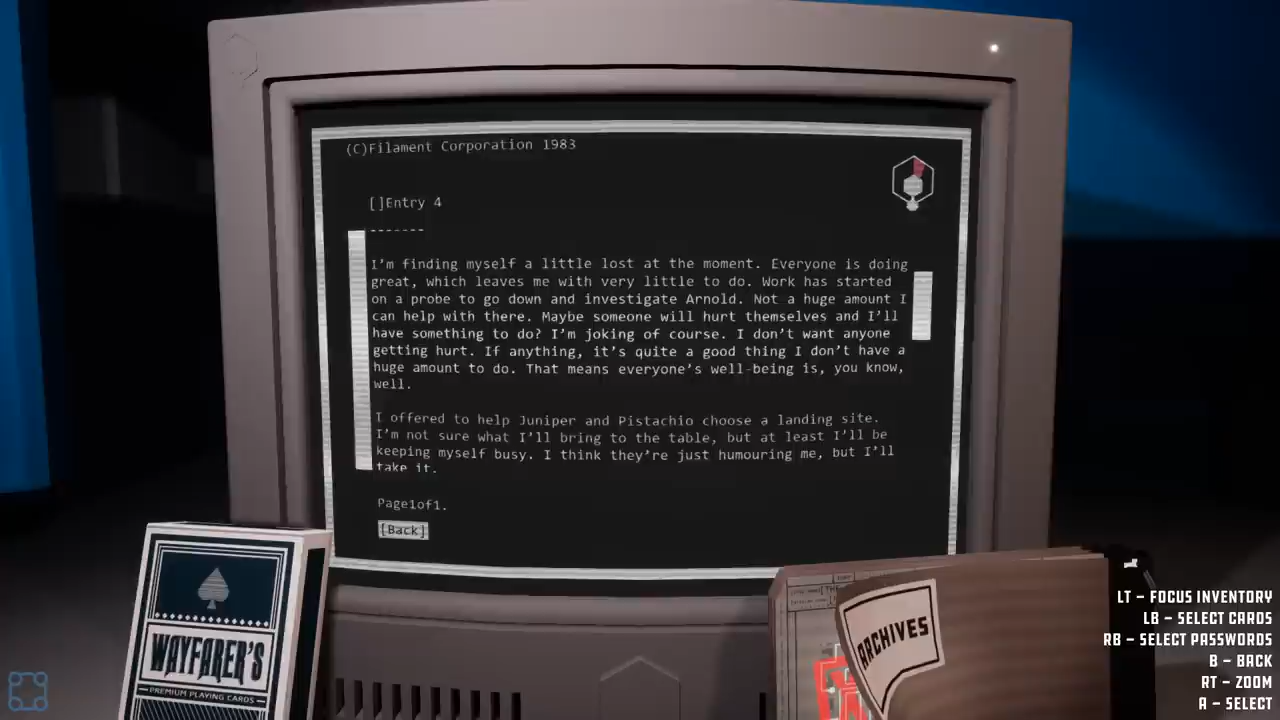 (C)Filament Corporation 1983
[]Entry 4
-------
I'm finding myself a little lost at the moment. Everyone is doing
great, which leaves me with very little to do. Work has started
on a probe to go down and investigate Arnold. Not a huge amount I
can help with there. Maybe someone will hurt themselves and I'll
have something to do? I'm joking of course. I don't want anyone
getting hurt. If anything, it's quite a good thing I don't have a
huge amount to do. That means everyone's well-being is, you know,
well.
I offered to help Juniper and Pistachio choose a landing site.
I'm not sure what I'll bring to the table, but at least I'll be
keeping myself busy. I think they're just humouring me, but I'll
take it.
Page1of1.
[Back]
WAYFARER'S
PREMIUM PLAYING CARDS
ARCHIVES
LT – FOCUS INVENTORY
LB – SELECT CARDS
RB – SELECT PASSWORDS
B – BACK
RT – ZOOM
A – SELECT